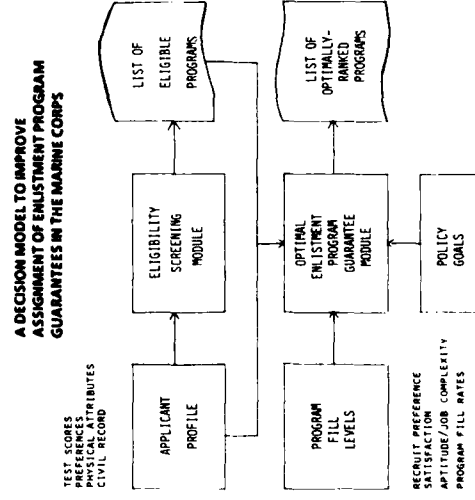 A DECISION MODEL TO IMPROVE
ASSIGNMENT OF ENLISTMENT PROGRAM
GUARANTEES IN THE MARINE CORPS
TEST SCORES
PREFERENCES
PHYSICAL ATTRIBUTES
CIVIL RECORD
APPLICANT
PROFILE
ELIGIBILITY
SCREENING
MODULE
LIST OF
ELIGIBLE
PROGRAMS
PROGRAM
FILL
LEVELS
OPTIMAL
ENLISTMENT
PROGRAM
GUARANTEE
MODULE
LIST OF
OPTIMALLY-
RANKED
PROGRAMS
RECRUIT PREFERENCE
SATISFACTION
APTITUDE/JOB COMPLEXITY
PROGRAM FILL RATES
POLICY
GOALS